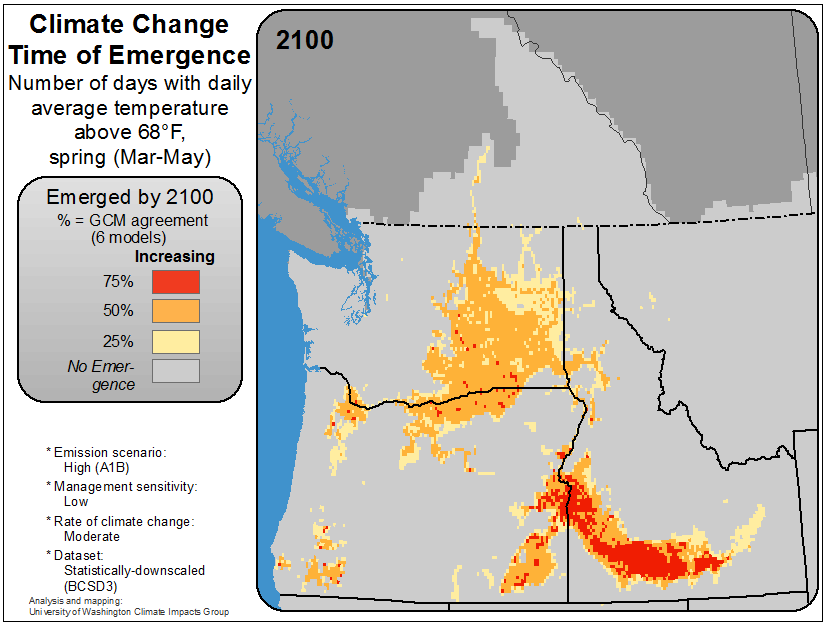 Climate Change
Time of Emergence
Number of days with daily
average temperature
above 68°F,
spring (Mar-May)
Emerged by 2100
% = GCM agreement
(6 models)
Increasing
75%
50%
25%
No Emer-
gence
* Emission scenario:
High (A1B)
* Management sensitivity:
Low
* Rate of climate change:
Moderate
* Dataset:
Statistically-downscaled
(BCSD3)
Analysis and mapping:
University of Washington Climate Impacts Group
2100